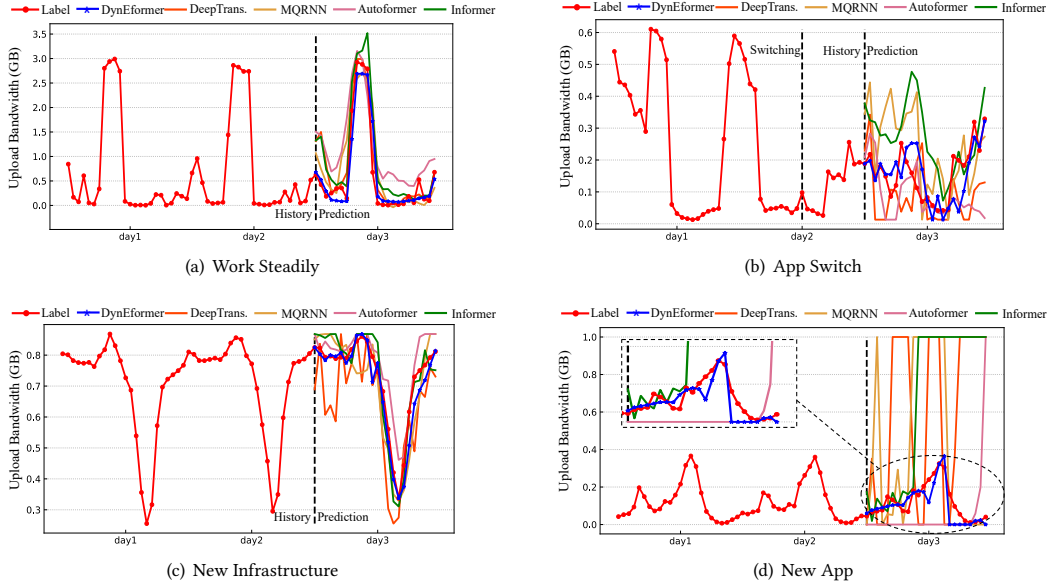 Label DynEformer DeepTrans. MQRNN Autoformer Informer
Upload Bandwidth (GB)
3.5
3.0
2.5
2.0
1.5
1.0
0.5
0.0
History Prediction
day1 day2 day3
(a) Work Steadily
Label DynEformer DeepTrans. MQRNN Autoformer Informer
Upload Bandwidth (GB)
0.6
0.5
0.4
0.3
0.2
0.1
0.0
Switching History Prediction
day1 day2 day3
(b) App Switch
Label DynEformer DeepTrans. MQRNN Autoformer Informer
Upload Bandwidth (GB)
0.8
0.7
0.6
0.5
0.4
0.3
History Prediction
day1 day2 day3
(c) New Infrastructure
Label DynEformer DeepTrans. MQRNN Autoformer Informer
Upload Bandwidth (GB)
1.0
0.8
0.6
0.4
0.2
0.0
day1 day2 day3
(d) New App